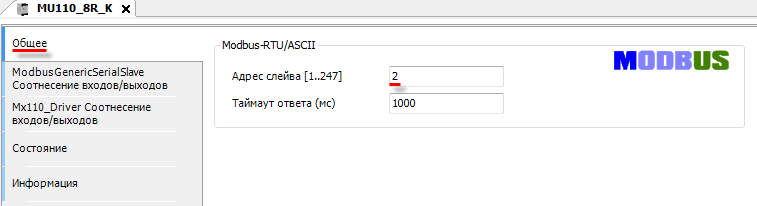 MU110_8R_K
Общее
ModbusGenericSerialSlave
Соотнесение входов/выходов
Mx110_Driver Соотнесение
входов/выходов
Состояние
Информация
Modbus-RTU/ASCII
MODBUS
Адрес слейва [1..247] 2
Таймаут ответа (мс) 1000